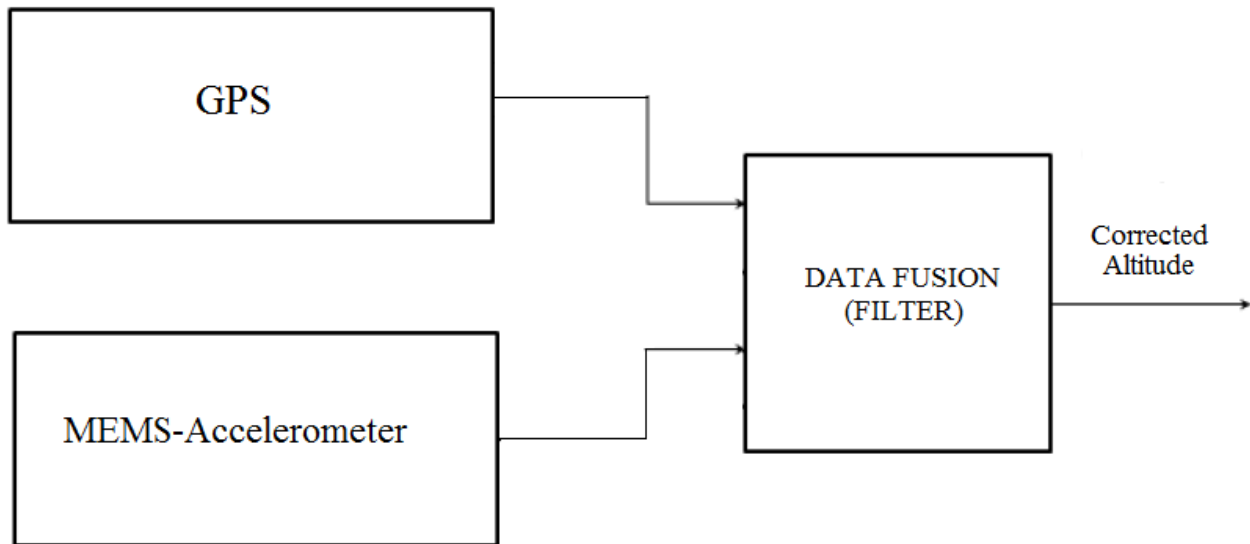 GPS
MEMS-Accelerometer
DATA FUSION
(FILTER)
Corrected
Altitude